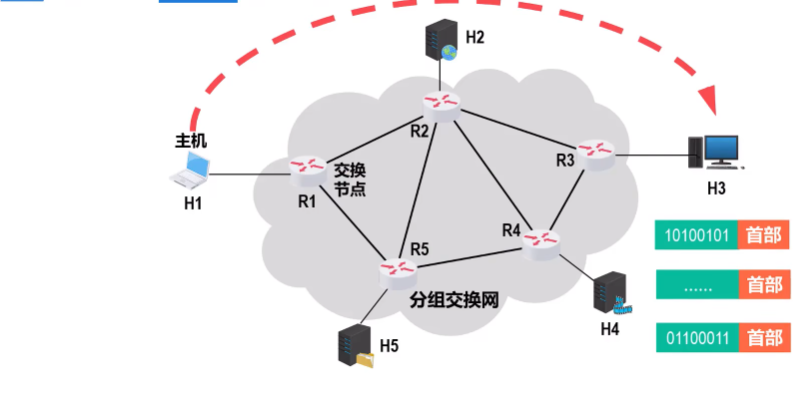 H2
R2
主机
H1
交换
节点
R1
R3
H3
10100101 首部
R4
R5
...... 首部
分组交换网
H4
01100011 首部
H5